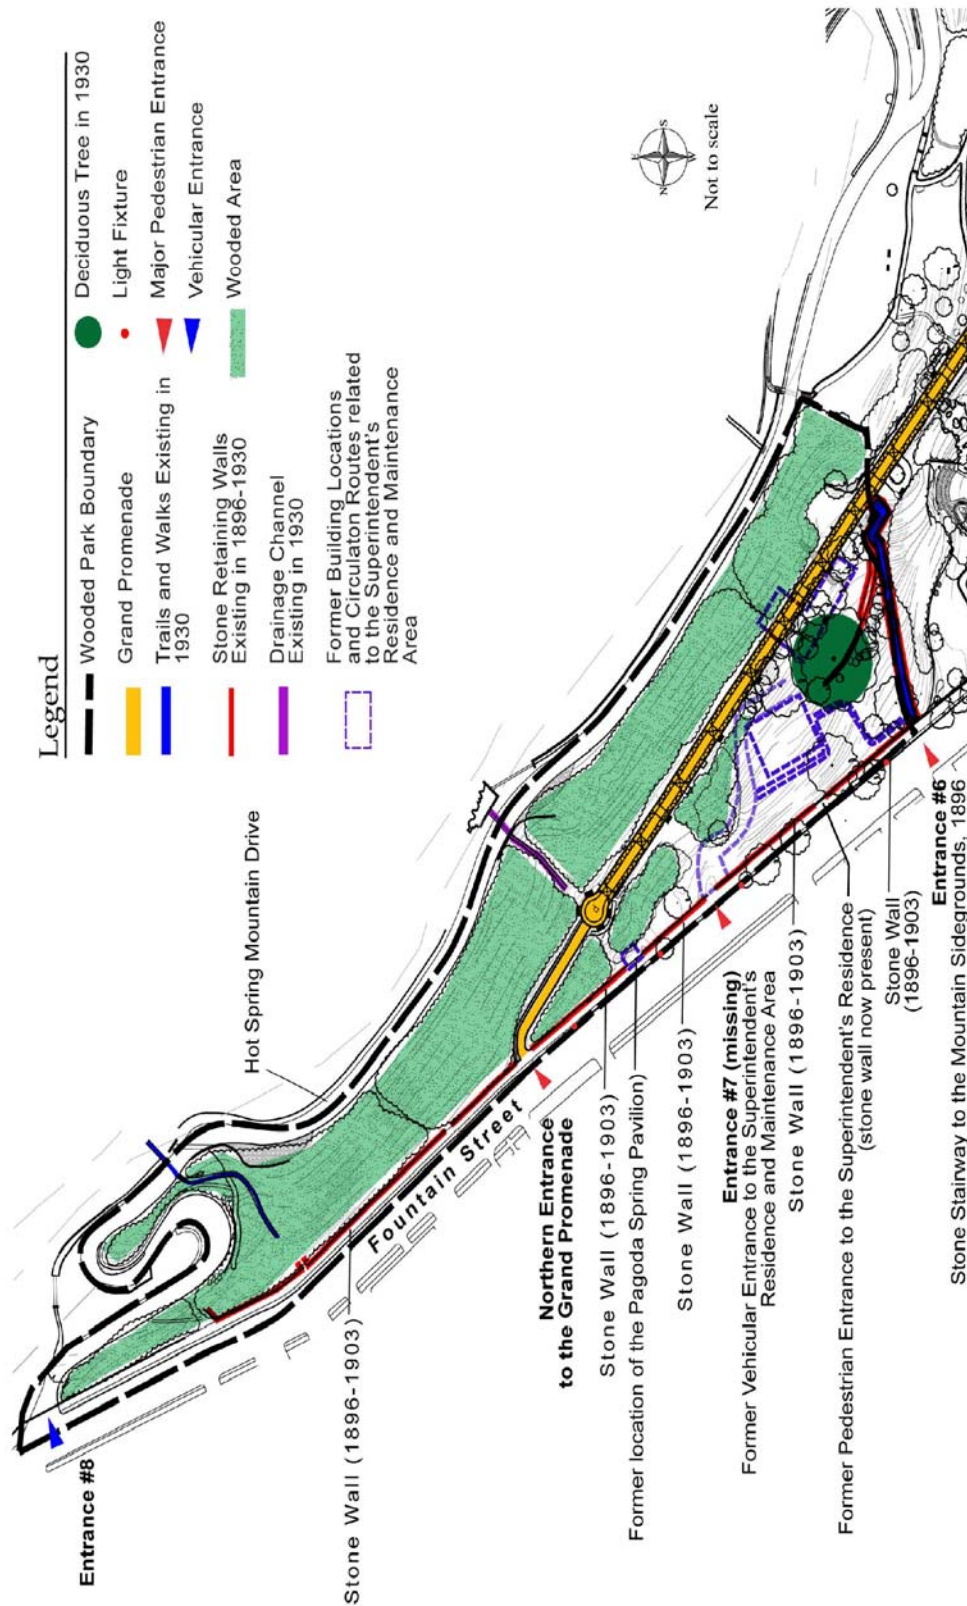 Legend
Wooded Park Boundary
Grand Promenade
Trails and Walks Existing in
1930
Stone Retaining Walls
Existing in 1896-1930
Drainage Channel
Existing in 1930
Former Building Locations
and Circulaton Routes related
to the Superintendent's
Residence and Maintenance
Area
Deciduous Tree in 1930
Light Fixture
Major Pedestrian Entrance
Vehicular Entrance
Wooded Area
N
E
S
W
Not to scale
Hot Spring Mountain Drive
Fountain Street
Entrance #8
Stone Wall (1896-1903)
Northern Entrance
to the Grand Promenade
Stone Wall (1896-1903)
Former location of the Pagoda Spring Pavilion)
Stone Wall (1896-1903)
Entrance #7 (missing)
Former Vehicular Entrance to the Superintendent's
Residence and Maintenance Area
Stone Wall (1896-1903)
Former Pedestrian Entrance to the Superintendent's Residence
(stone wall now present)
Stone Wall
(1896-1903)
Entrance #6
Stone Stairway to the Mountain Sidegrounds, 1896